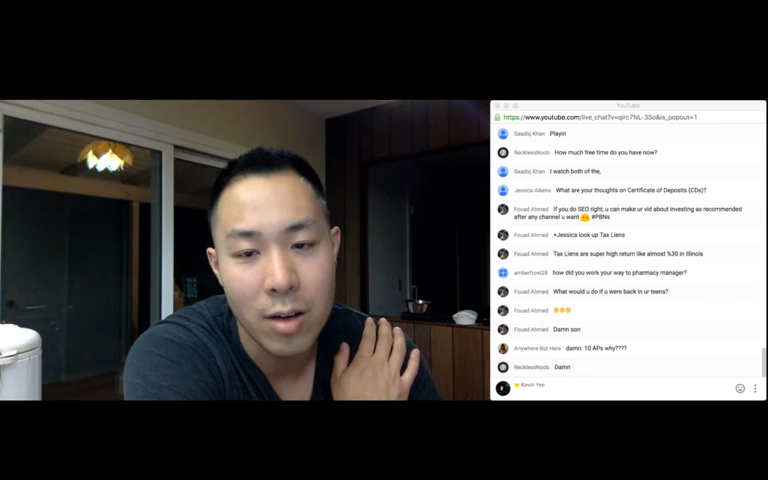 YouTube
https://www.youtube.com/live_chat?v=qirc7NL-3So&is_popout=1
Saadiq Khan Playin
RecklessNoob How much free time do you have now?
Saadiq Khan I watch both of the,
Jessica Aikens What are your thoughts on Certificate of Deposits (CDs)?
Fouad Ahmed If you do SEO right, u can make ur vid about investing as recommended
after any channel u want 🤗 #PBNs
Fouad Ahmed +Jessica look up Tax Liens
Fouad Ahmed Tax Liens are super high return like almost %30 in Illinois
amberfrost28 how did you work your way to pharmacy manager?
Fouad Ahmed What would u do if u were back in ur teens?
Fouad Ahmed
Fouad Ahmed Damn son
Anywhere But Here damn. 10 APs why????
RecklessNoob Damn
Kevin Yee